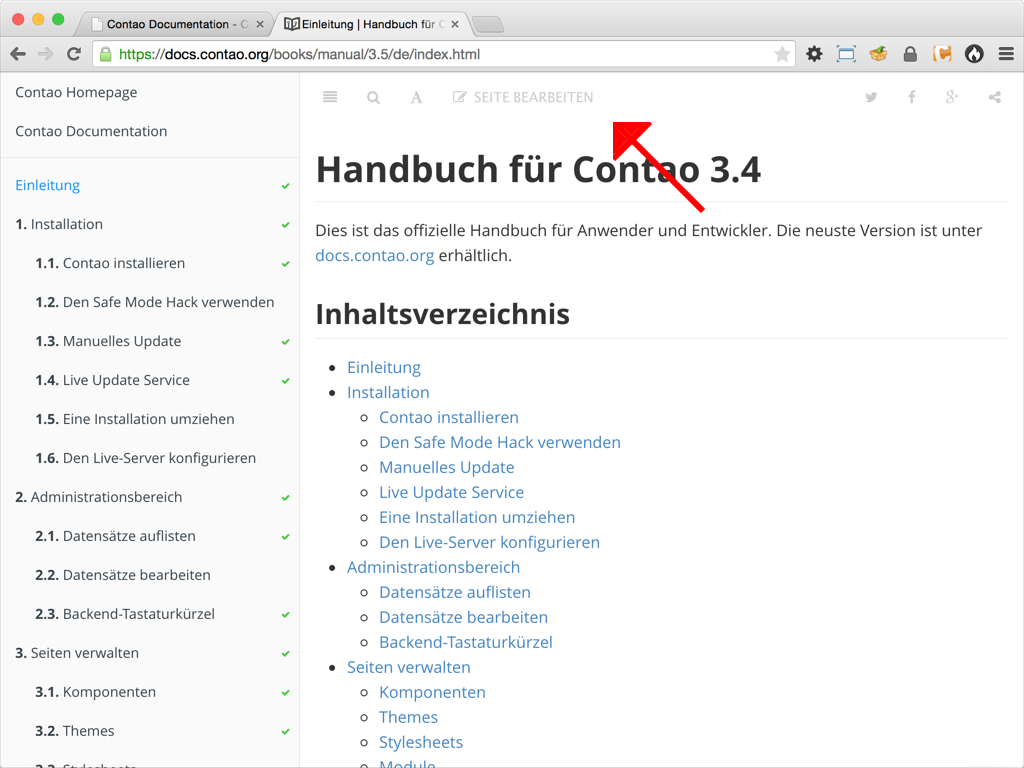 Contao Documentation - C
Einleitung | Handbuch für C
https://docs.contao.org/books/manual/3.5/de/index.html
Contao Homepage
Contao Documentation
Einleitung
1. Installation
1.1. Contao installieren
1.2. Den Safe Mode Hack verwenden
1.3. Manuelles Update
1.4. Live Update Service
1.5. Eine Installation umziehen
1.6. Den Live-Server konfigurieren
2. Administrationsbereich
2.1. Datensätze auflisten
2.2. Datensätze bearbeiten
2.3. Backend-Tastaturkürzel
3. Seiten verwalten
3.1. Komponenten
3.2. Themes
3.3. Stylesheets
A
SEITE BEARBEITEN
Handbuch für Contao 3.4
Dies ist das offizielle Handbuch für Anwender und Entwickler. Die neuste Version ist unter
docs.contao.org erhältlich.
Inhaltsverzeichnis
Einleitung
Installation
Contao installieren
Den Safe Mode Hack verwenden
Manuelles Update
Live Update Service
Eine Installation umziehen
Den Live-Server konfigurieren
Administrationsbereich
Datensätze auflisten
Datensätze bearbeiten
Backend-Tastaturkürzel
Seiten verwalten
Komponenten
Themes
Stylesheets
Module